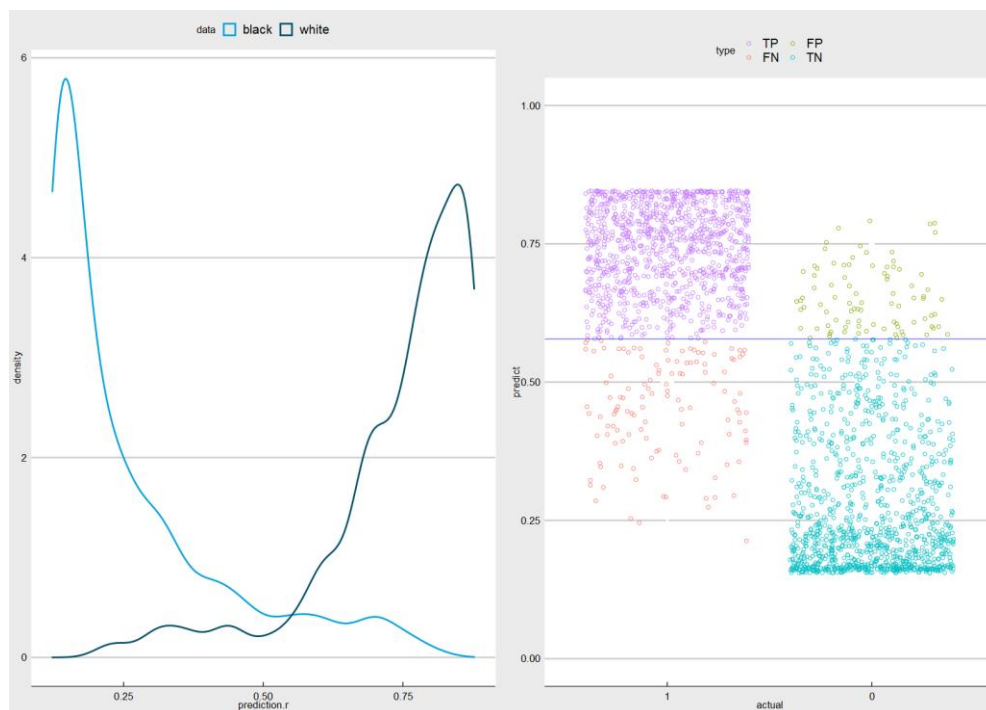 data black white
6
4
2
0
density
0.25 0.50 0.75
prediction.r
type TP FP
FN TN
1.00
0.75
0.50
0.25
0.00
predict
1 0
actual